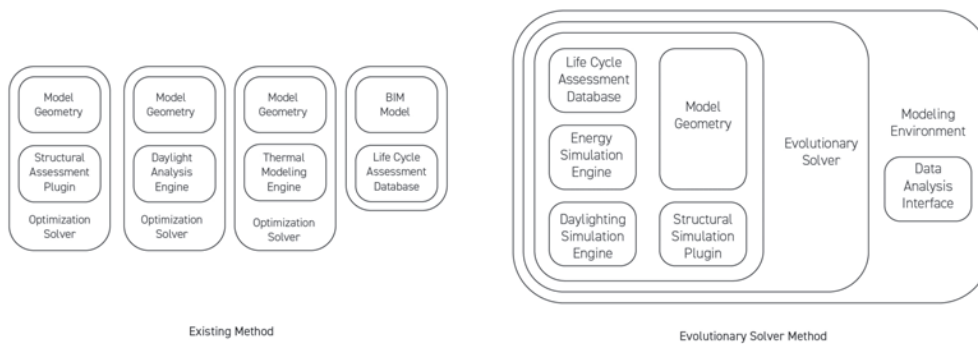 Model
Geometry
Structural
Assessment
Plugin
Optimization
Solver
Model
Geometry
Daylight
Analysis
Engine
Optimization
Solver
Model
Geometry
Thermal
Modeling
Engine
Optimization
Solver
BIM
Model
Life Cycle
Assessment
Database
Existing Method
Life Cycle
Assessment
Database
Energy
Simulation
Engine
Daylighting
Simulation
Engine
Model
Geometry
Structural
Simulation
Plugin
Evolutionary
Solver
Modeling
Environment
Data
Analysis
Interface
Evolutionary Solver Method